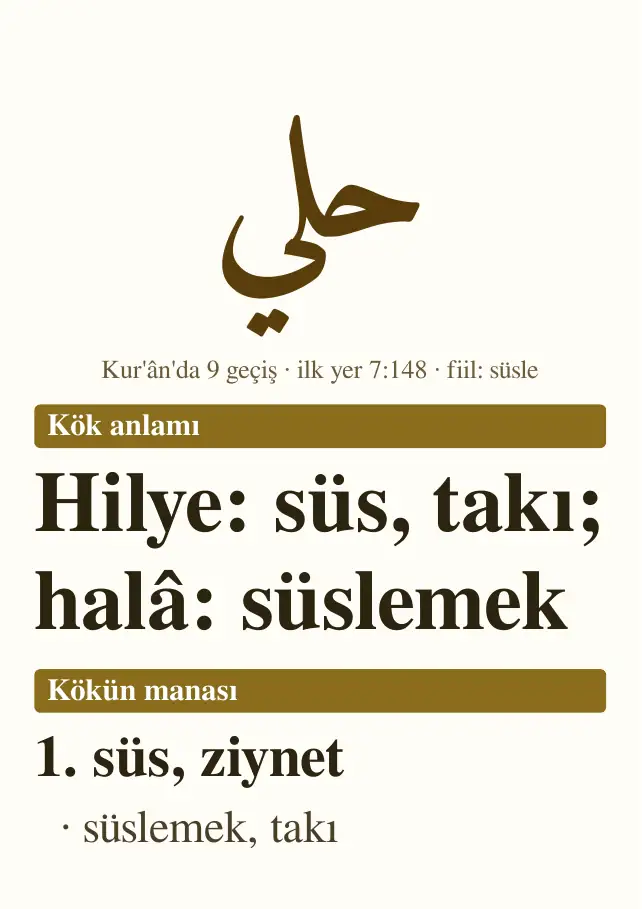 حلي
Kur'ân'da 9 geçiş · ilk yer 7:148 · fiil: süsle
Kök anlamı
Hilye: süs, takı;
halâ: süslemek
Kökün manası
1. süs, ziynet
· süslemek, takı